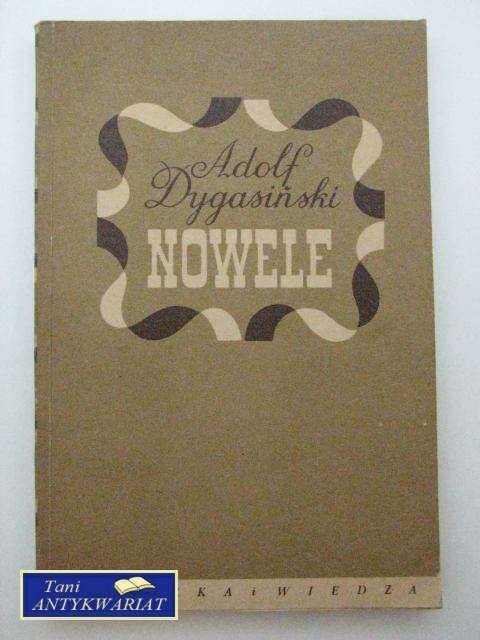 Adolf
Dygasiński
NOWELE
KA i WIEDZA
Tani
ANTYKWARIAT